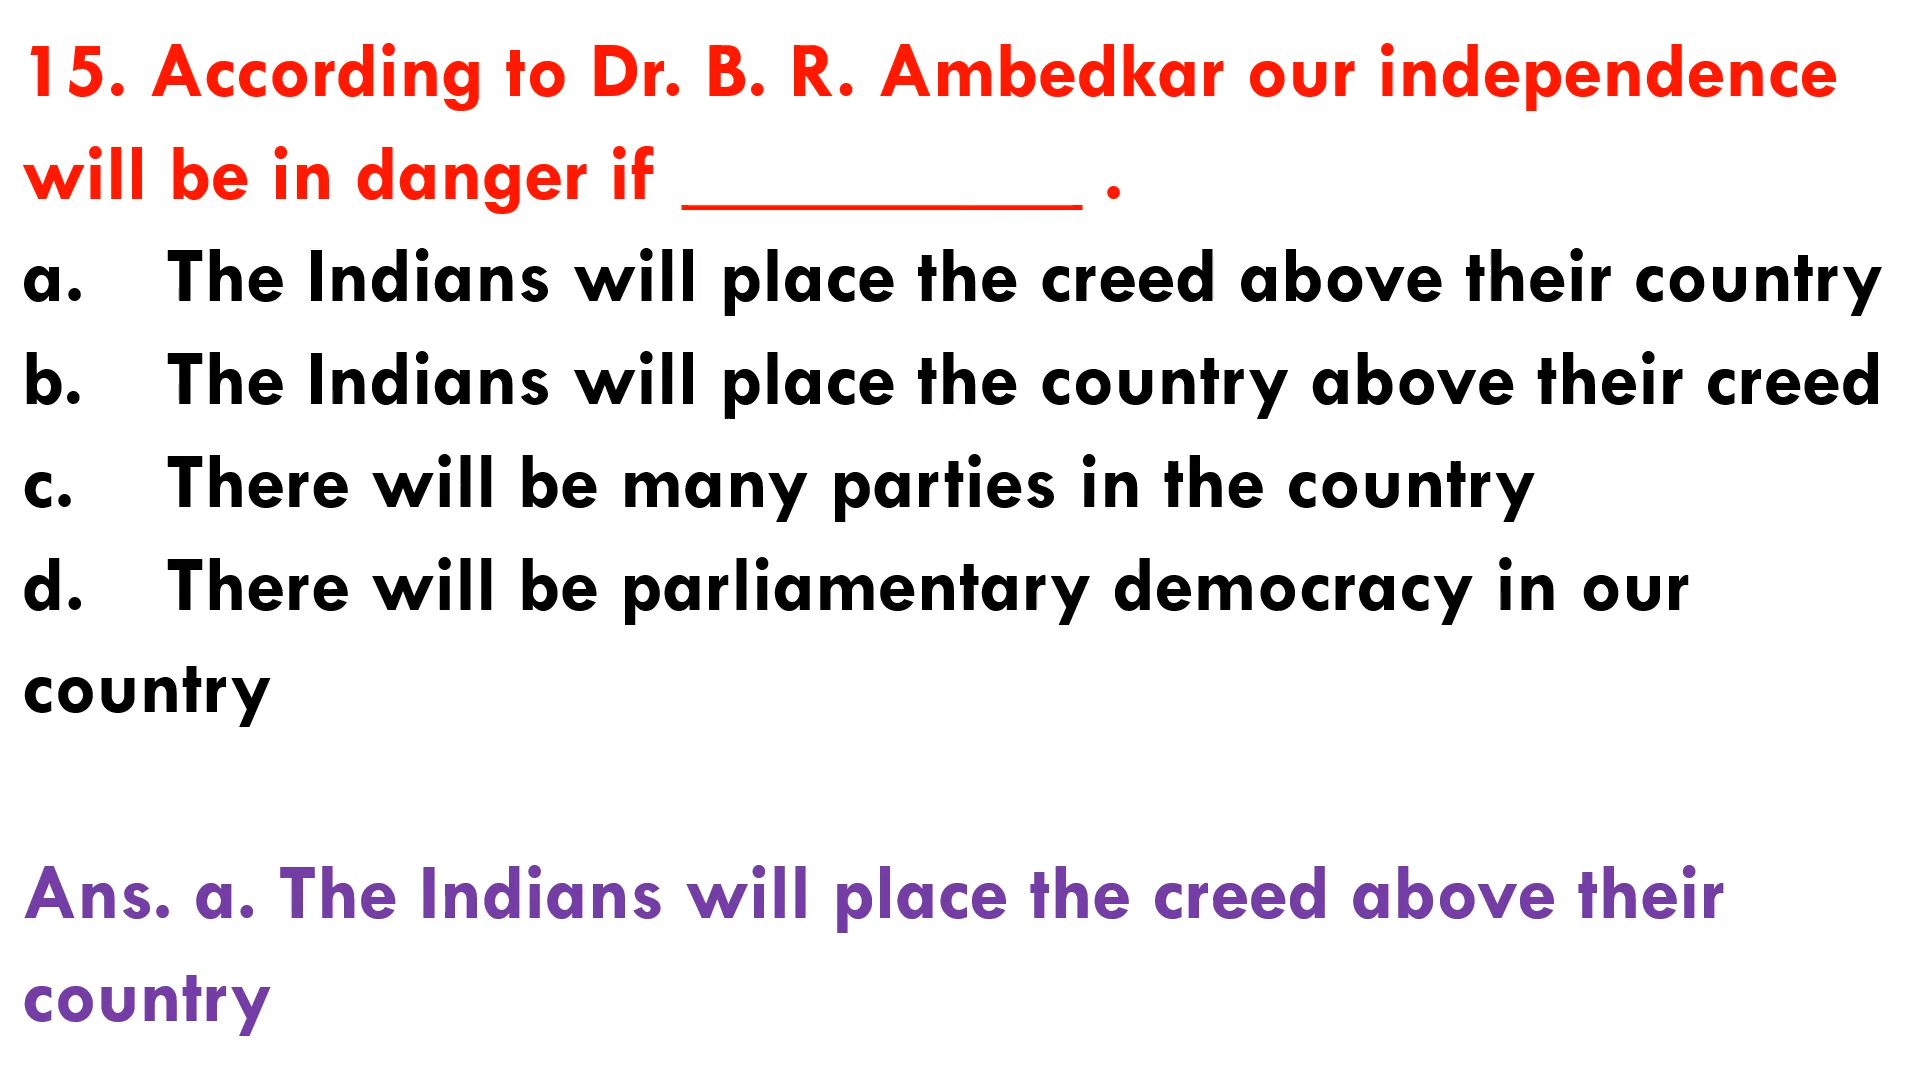 15. According to Dr. B. R. Ambedkar our independence
will be in danger if ____________ .
a. The Indians will place the creed above their country
b. The Indians will place the country above their creed
c. There will be many parties in the country
d. There will be parliamentary democracy in our
country
Ans. a. The Indians will place the creed above their
country